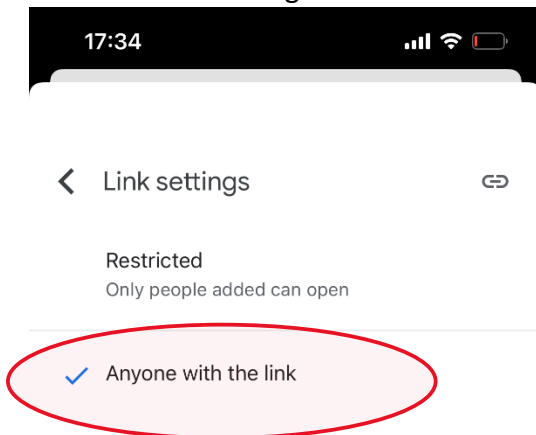 17:34
Link settings
Restricted
Only people added can open
Anyone with the link